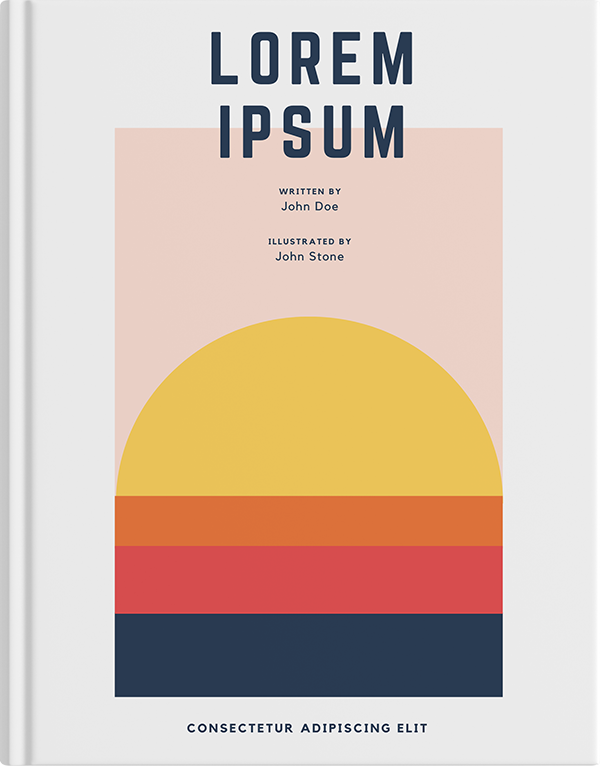 LOREM
IPSUM
WRITTEN BY
John Doe
ILLUSTRATED BY
John Stone
CONSECTETUR ADIPISCING ELIT